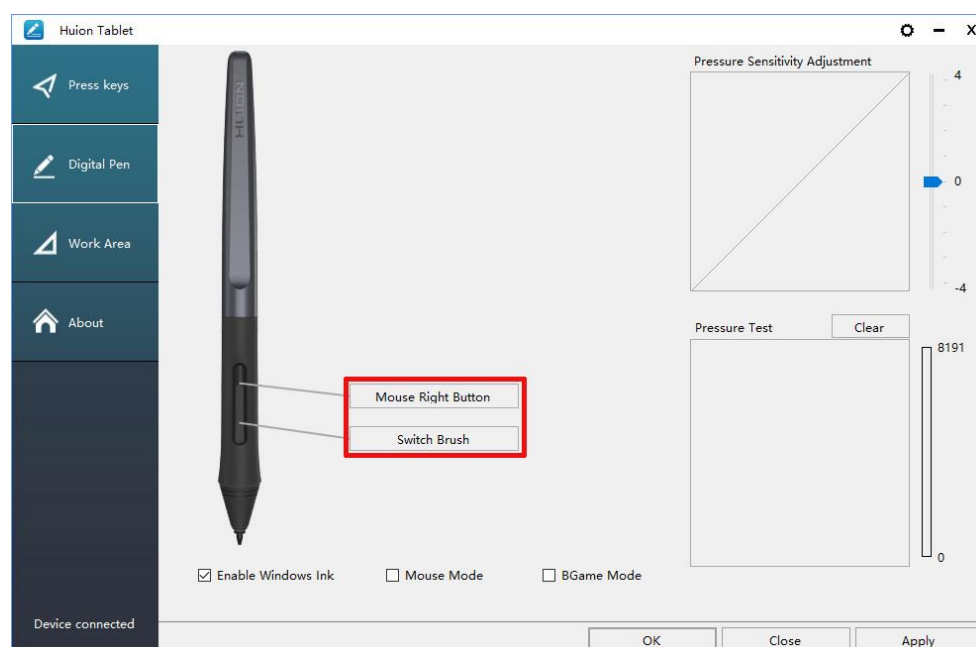 Huion Tablet
X
Press keys
Digital Pen
Work Area
About
Device connected
HUION
Mouse Right Button
Switch Brush
Enable Windows Ink
Mouse Mode
BGame Mode
Pressure Sensitivity Adjustment
4
0
-4
Pressure Test
Clear
8191
0
OK
Close
Apply